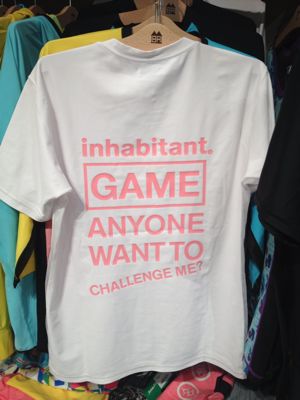 inhabitant.®
GAME
ANYONE
WANT TO
CHALLENGE ME?